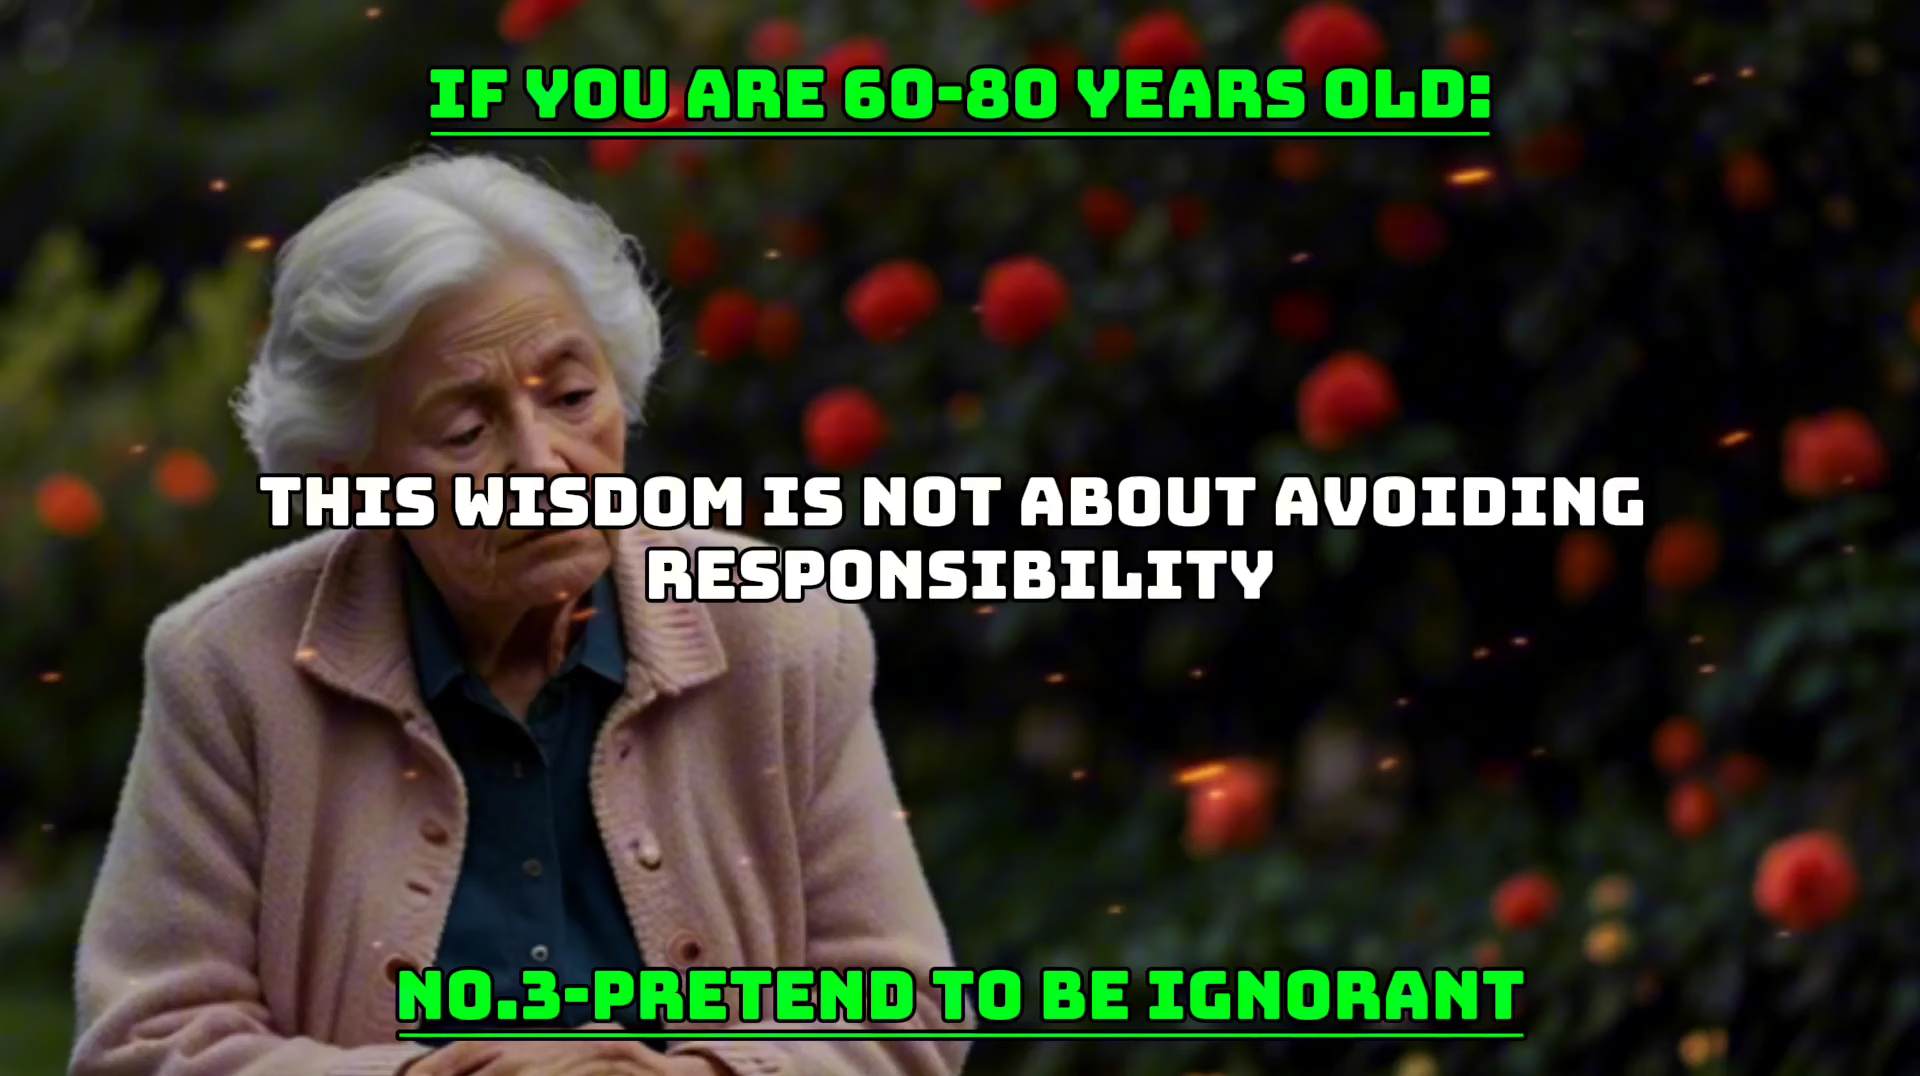 IF YOU ARE 60-80 YEARS OLD:
THIS WISDOM IS NOT ABOUT AVOIDING
RESPONSIBILITY
NO.3-PRETEND TO BE IGNORANT